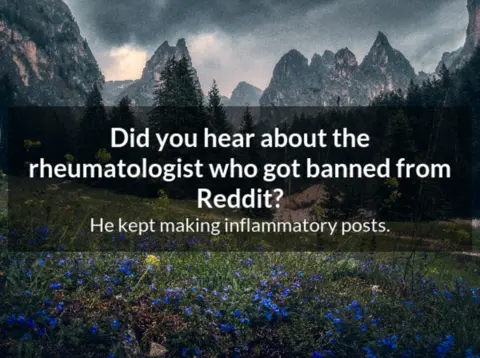 Did you hear about the
rheumatologist who got banned from
Reddit?
He kept making inflammatory posts.